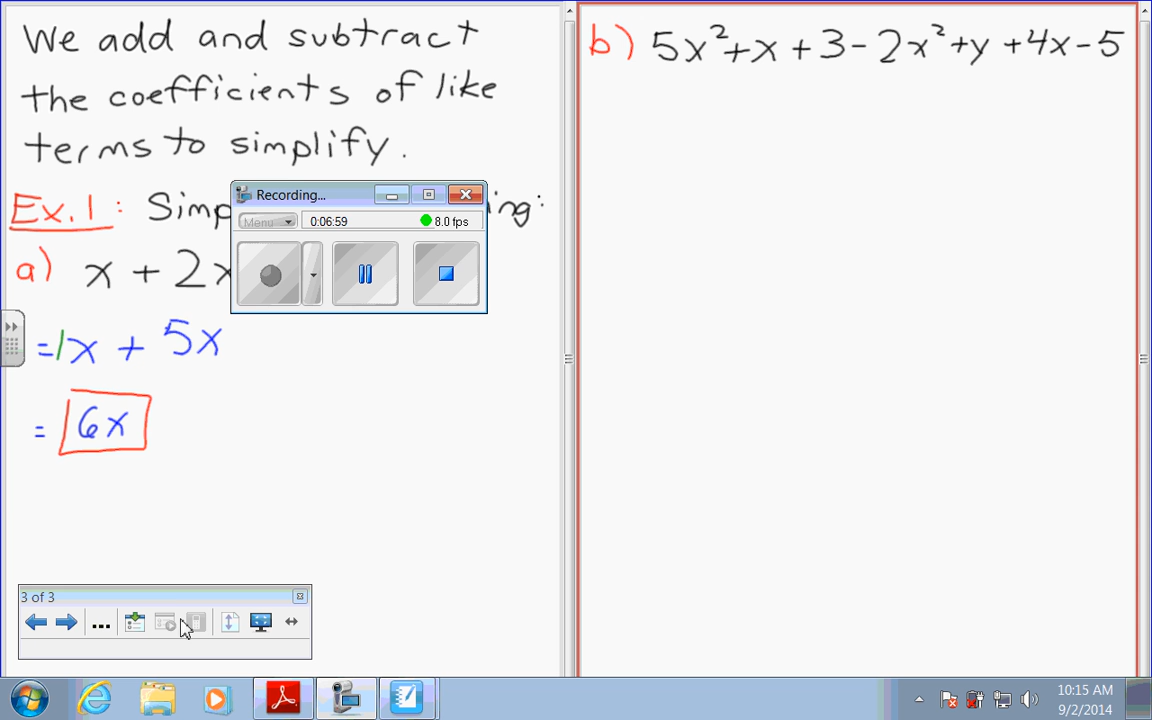 We add and subtract
the coefficients of like
terms to simplify.
Ex.1: Simp ing:
a) x + 2x
=1x + 5x
= 6x
Recording...
Menu 0:06:59 8.0 fps
3 of 3
b) 5x²+x+3-2x²+y+4x-5
10:15 AM
9/2/2014